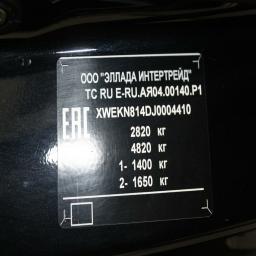 ООО "ЭЛЛАДА ИНТЕРТРЕЙД"
ТС RU E-RU.АЯ04.00140.Р1
XWEKN814DJ0004410
EAC
2820 кг
4820 кг
1- 1400 кг
2- 1650 кг